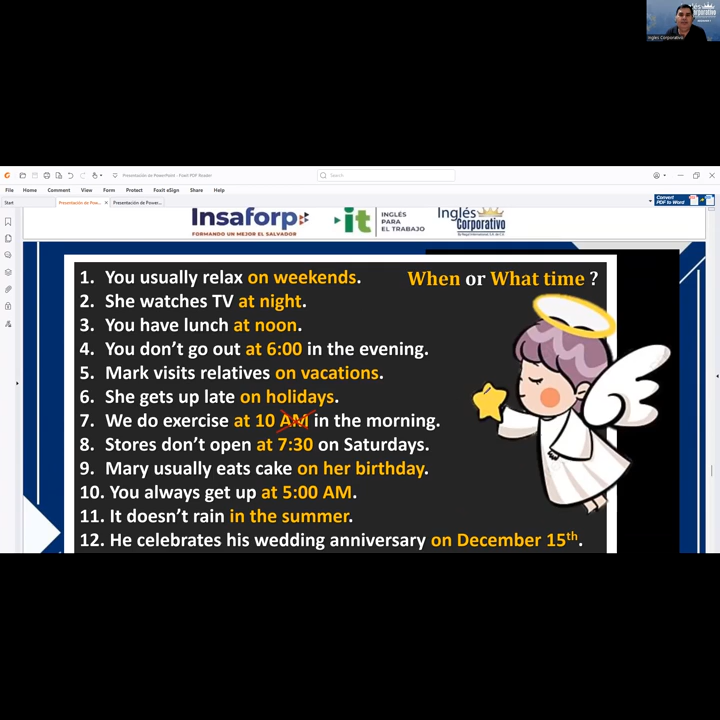 Inglés Corporativo
Presentación de PowerPoint - Foxit PDF Reader
Search
File Home Comment View Form Protect Foxit eSign Share Help
Convert PDF to Word
Start Presentación de Pow... Presentación de Power...
Insaforp
FORMANDO UN MEJOR EL SALVADOR
it
INGLÉS
PARA
EL TRABAJO
Inglés
Corporativo
When or What time ?
1. You usually relax on weekends.
2. She watches TV at night.
3. You have lunch at noon.
4. You don’t go out at 6:00 in the evening.
5. Mark visits relatives on vacations.
6. She gets up late on holidays.
7. We do exercise at 10 AM in the morning.
8. Stores don’t open at 7:30 on Saturdays.
9. Mary usually eats cake on her birthday.
10. You always get up at 5:00 AM.
11. It doesn’t rain in the summer.
12. He celebrates his wedding anniversary on December 15th.